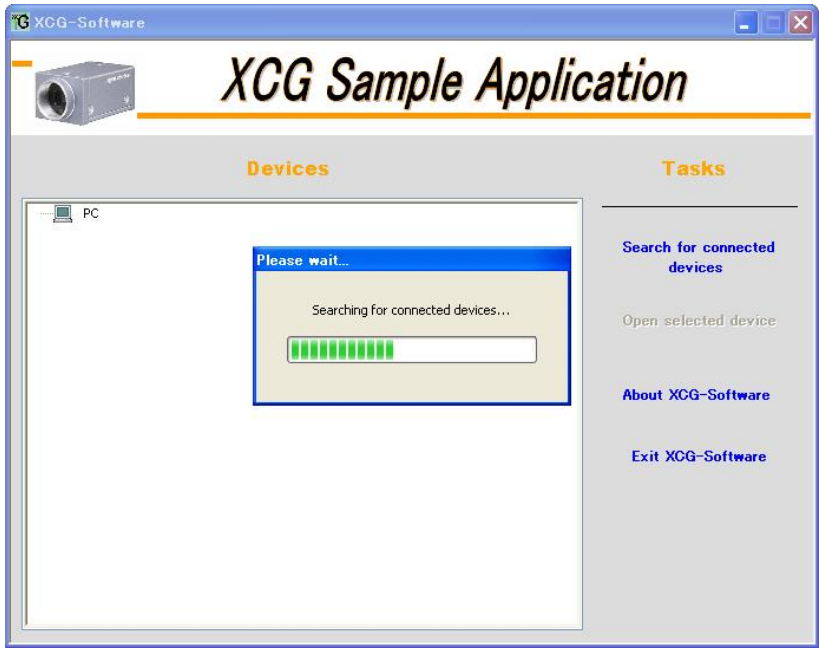 XCG-Software
XCG Sample Application
Devices
Tasks
PC
Please wait...
Searching for connected devices...
Search for connected
devices
Open selected device
About XCG-Software
Exit XCG-Software